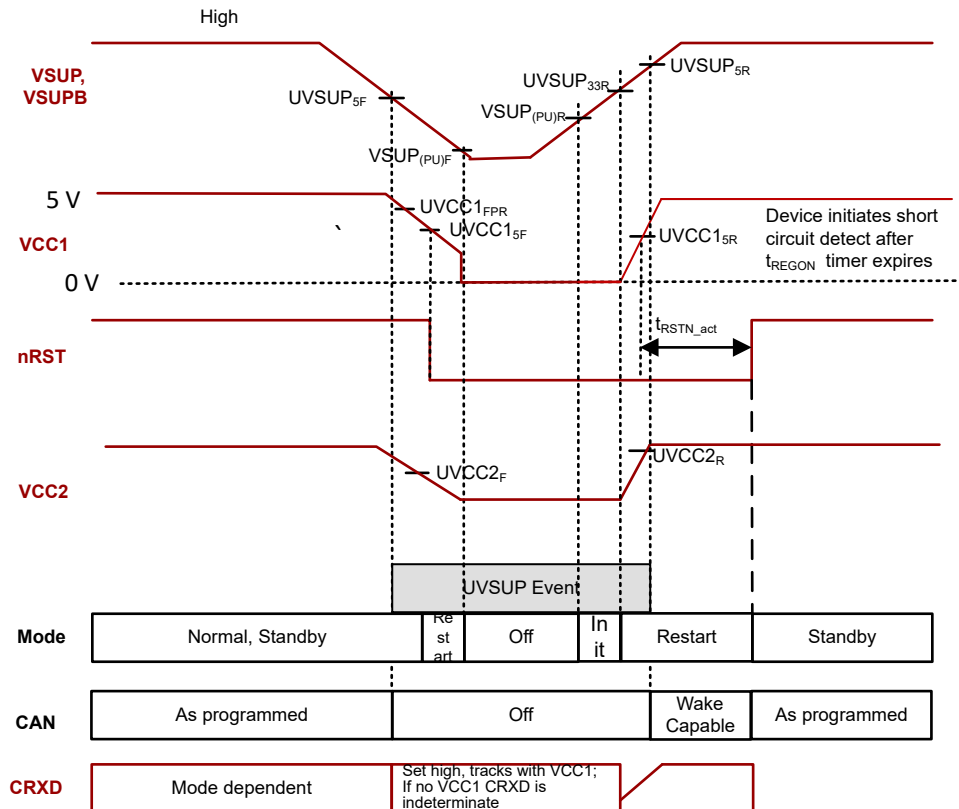 High
VSUP,
VSUPB
UVSUP5F
VSUP(PU)F
VSUP(PU)R
UVSUP33R
UVSUP5R
5 V
VCC1
0 V
UVCC1FPR
UVCC15F
`
UVCC15R
Device initiates short
circuit detect after
tREGON timer expires
nRST
tRSTN_act
VCC2
UVCC2F
UVCC2R
UVSUP Event
Mode
Normal, Standby
Re
st
art
Off
In
it
Restart
Standby
CAN
As programmed
Off
Wake
Capable
As programmed
CRXD
Mode dependent
Set high, tracks with VCC1;
If no VCC1 CRXD is
indeterminate